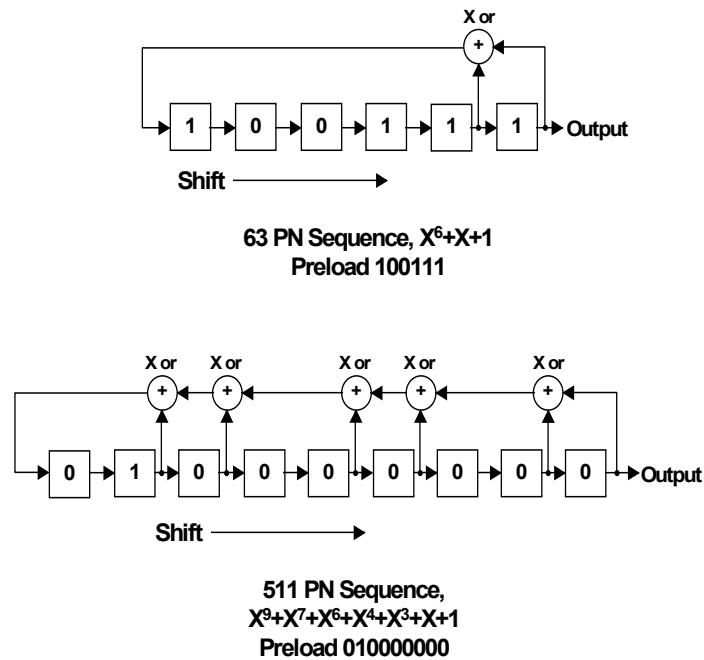 X or
+
1 0 0 1 1 1 Output
Shift
63 PN Sequence, X⁶+X+1
Preload 100111
X or X or X or X or X or
+ + + + +
0 1 0 0 0 0 0 0 0 Output
Shift
511 PN Sequence,
X⁹+X⁷+X⁶+X⁴+X³+X+1
Preload 010000000